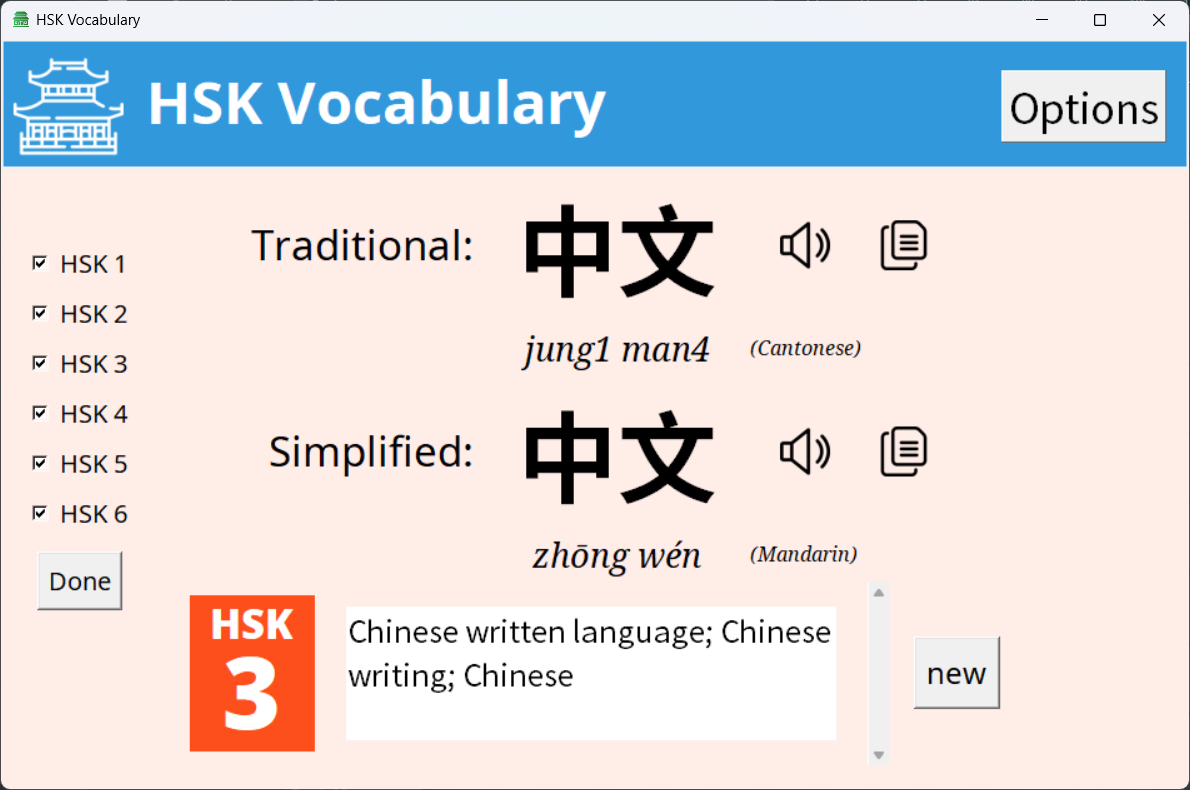 HSK Vocabulary
HSK Vocabulary
Options
Traditional: 中文
jung1 man4 (Cantonese)
Simplified: 中文
zhōng wén (Mandarin)
HSK 1
HSK 2
HSK 3
HSK 4
HSK 5
HSK 6
Done
HSK
3
Chinese written language; Chinese
writing; Chinese
new